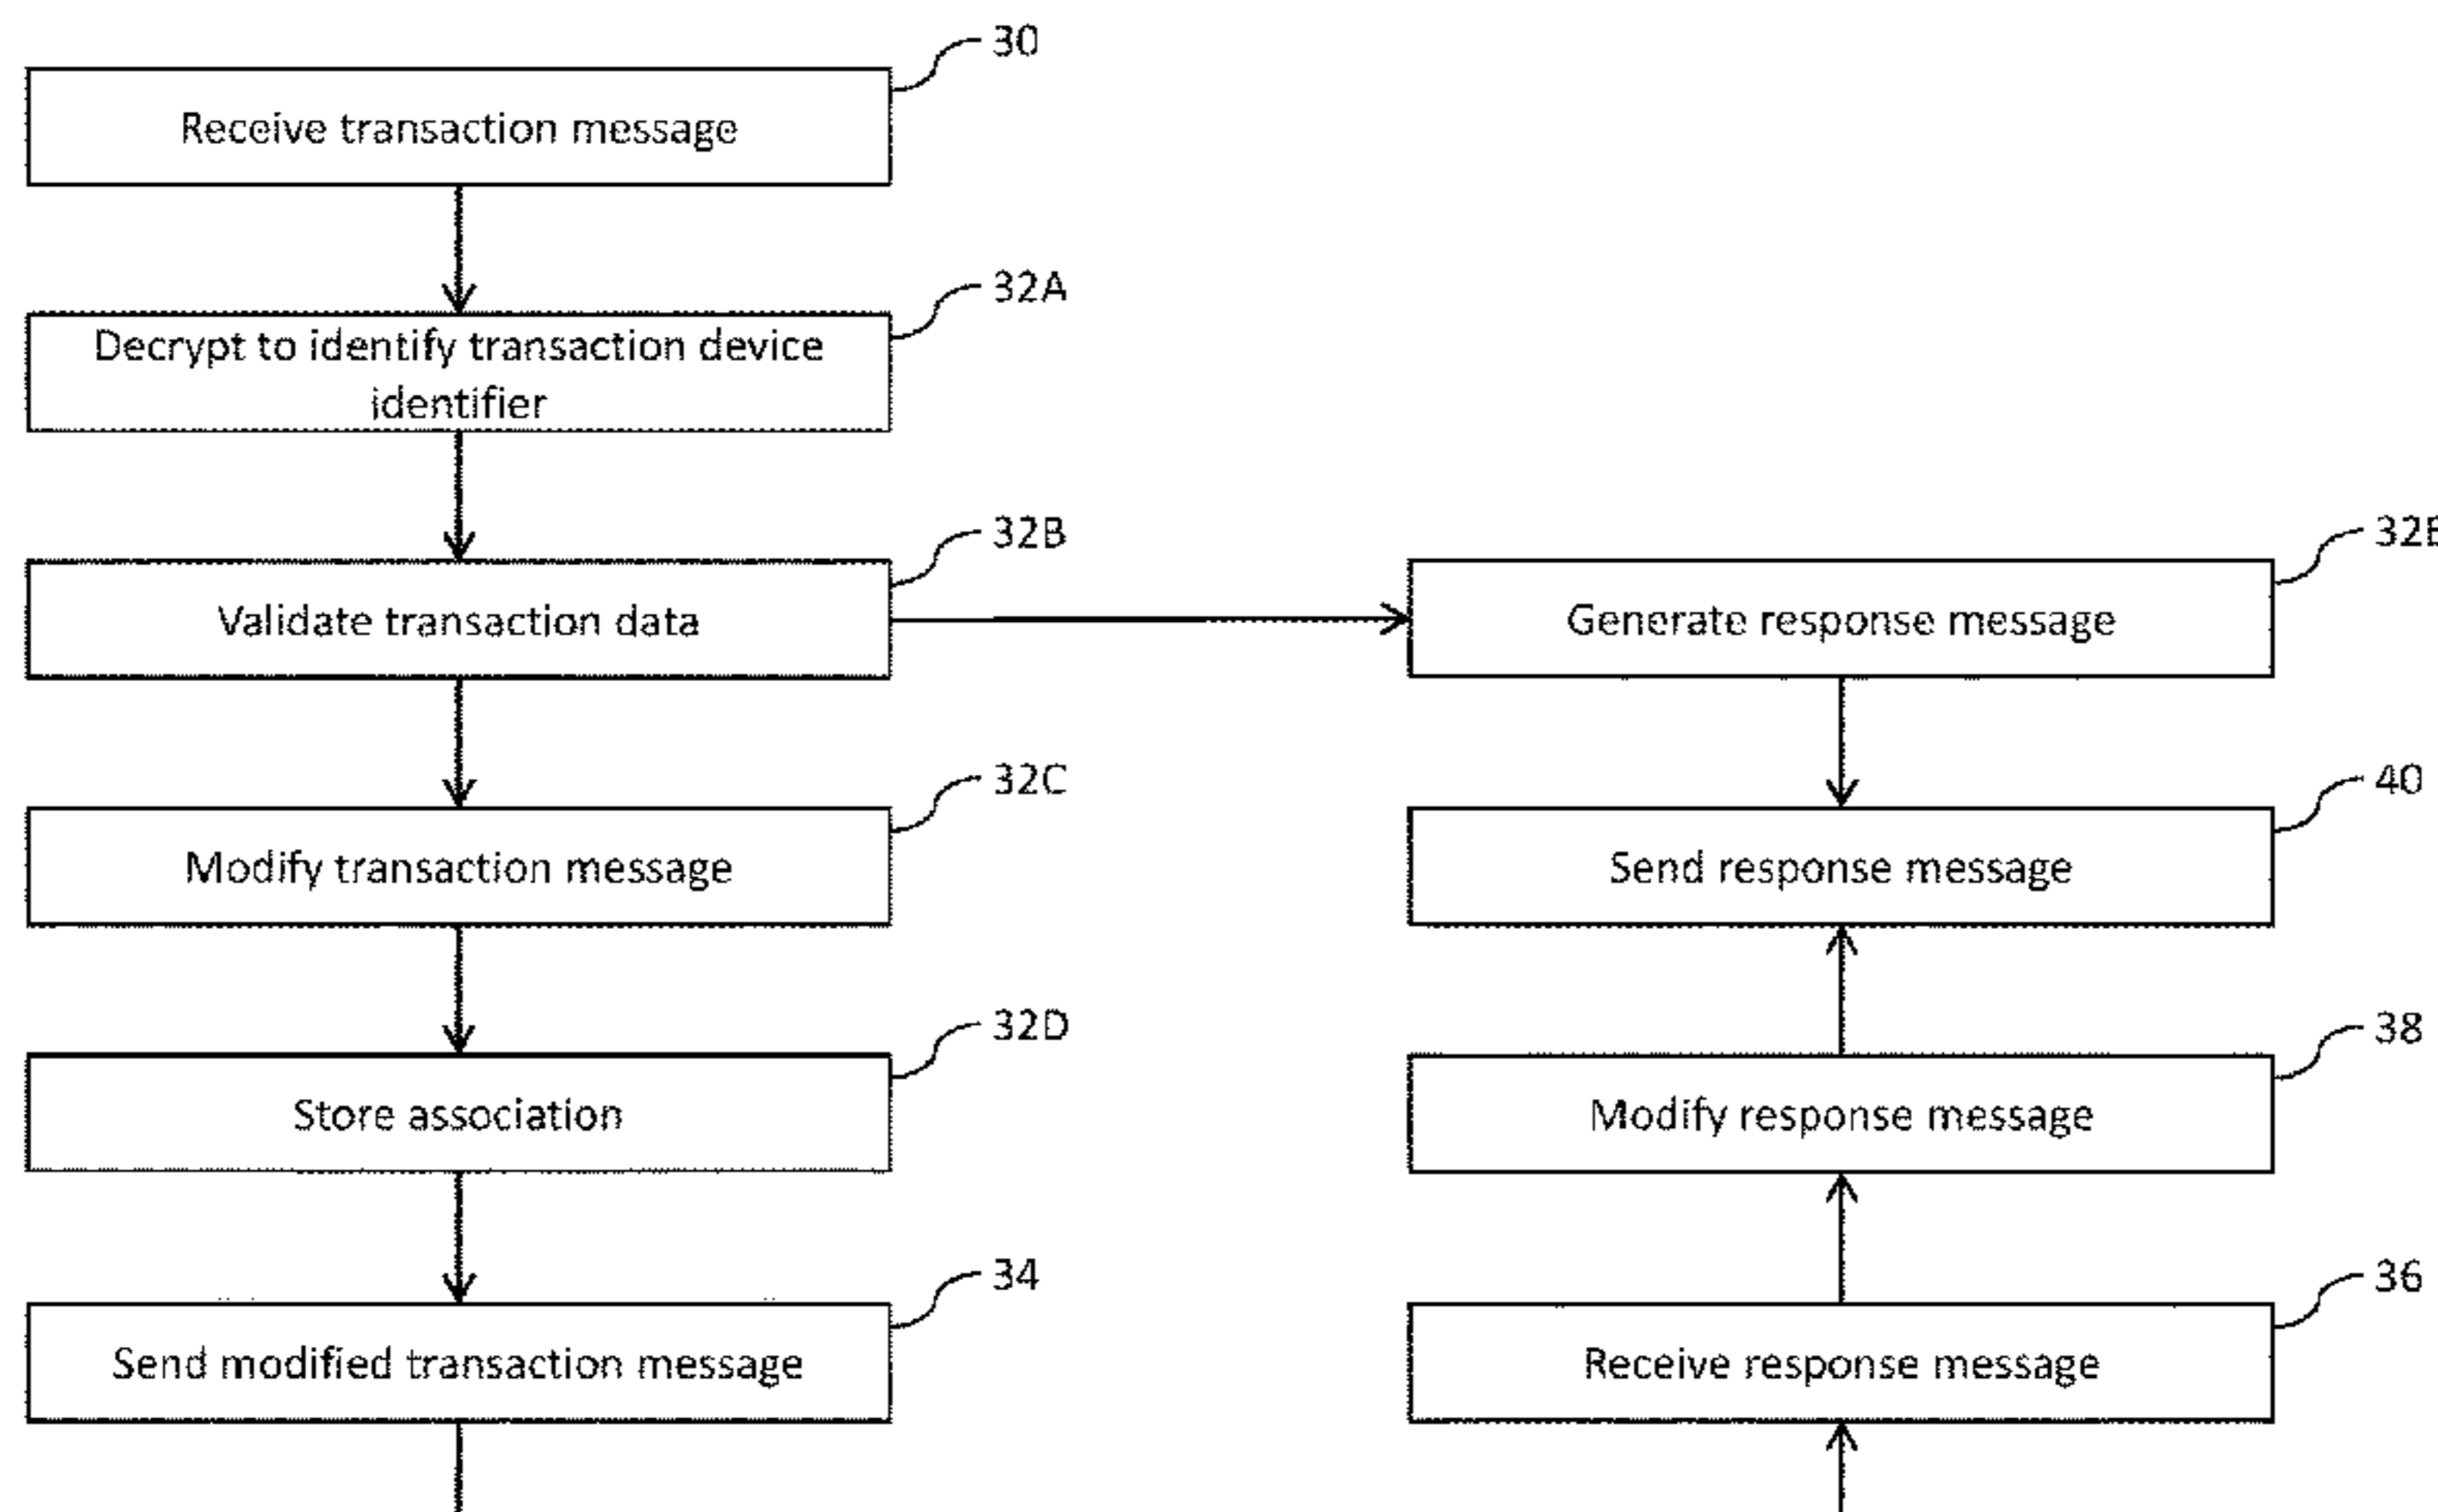 30
Receive transaction message
32A
Decrypt to identify transaction device
identifier
32B
Validate transaction data
Generate response message
32C
Modify transaction message
40
Send response message
32D
Store association
38
Modify response message
34
Send modified transaction message
36
Receive response message